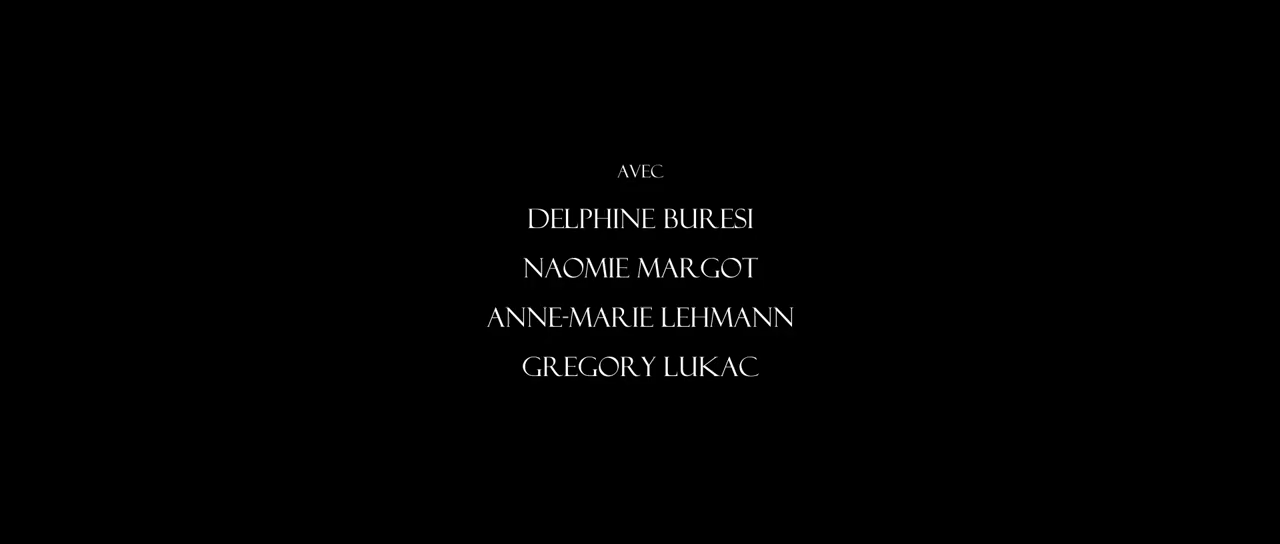 AVEC
DELPHINE BURESI
NAOMIE MARGOT
ANNE-MARIE LEHMANN
GREGORY LUKAC